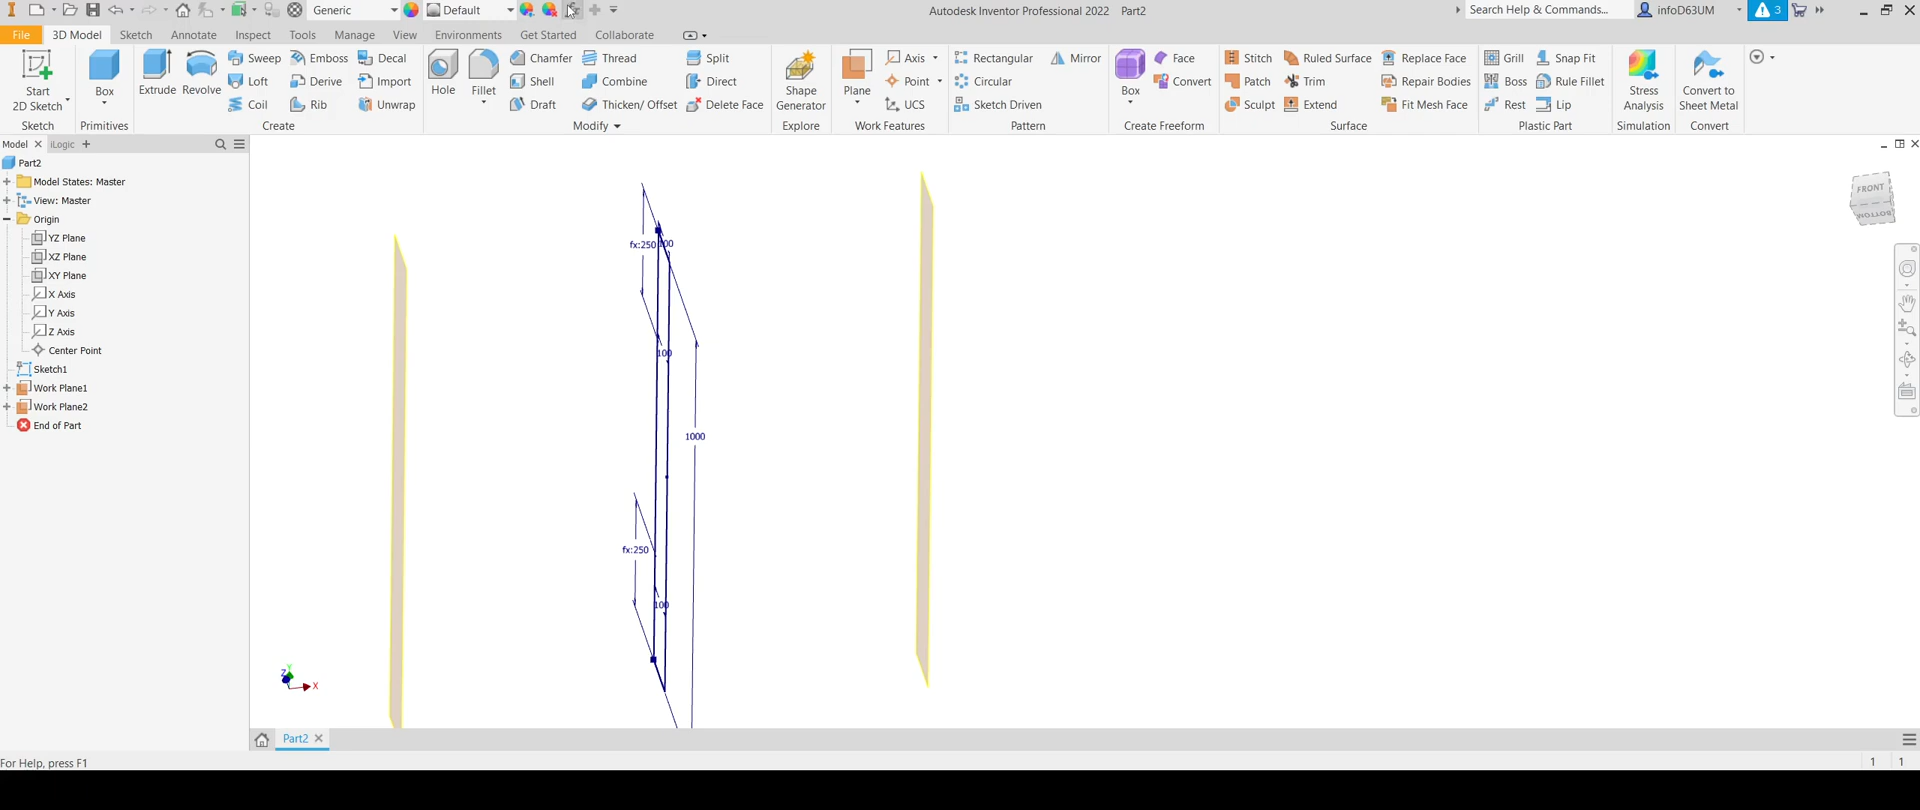 Generic
Default
Autodesk Inventor Professional 2022 Part2
Search Help & Commands...
infoD63UM
3
File
3D Model
Sketch
Annotate
Inspect
Tools
Manage
View
Environments
Get Started
Collaborate
Start
2D Sketch
Sketch
Box
Primitives
Extrude
Revolve
Sweep
Loft
Coil
Emboss
Derive
Rib
Decal
Import
Unwrap
Create
Hole
Fillet
Chamfer
Shell
Draft
Thread
Combine
Thicken/ Offset
Split
Direct
Delete Face
Modify
Shape
Generator
Explore
Plane
Axis
Point
UCS
Work Features
Rectangular
Circular
Sketch Driven
Mirror
Pattern
Box
Face
Convert
Create Freeform
Stitch
Patch
Sculpt
Ruled Surface
Trim
Extend
Replace Face
Repair Bodies
Fit Mesh Face
Surface
Grill
Boss
Rest
Snap Fit
Rule Fillet
Lip
Plastic Part
Stress
Analysis
Simulation
Convert to
Sheet Metal
Convert
Model
iLogic
Part2
Model States: Master
View: Master
Origin
YZ Plane
XZ Plane
XY Plane
X Axis
Y Axis
Z Axis
Center Point
Sketch1
Work Plane1
Work Plane2
End of Part
fx:250
100
100
1000
fx:250
100
FRONT
BOTTOM
Z
Y
X
Part2
For Help, press F1
1 1